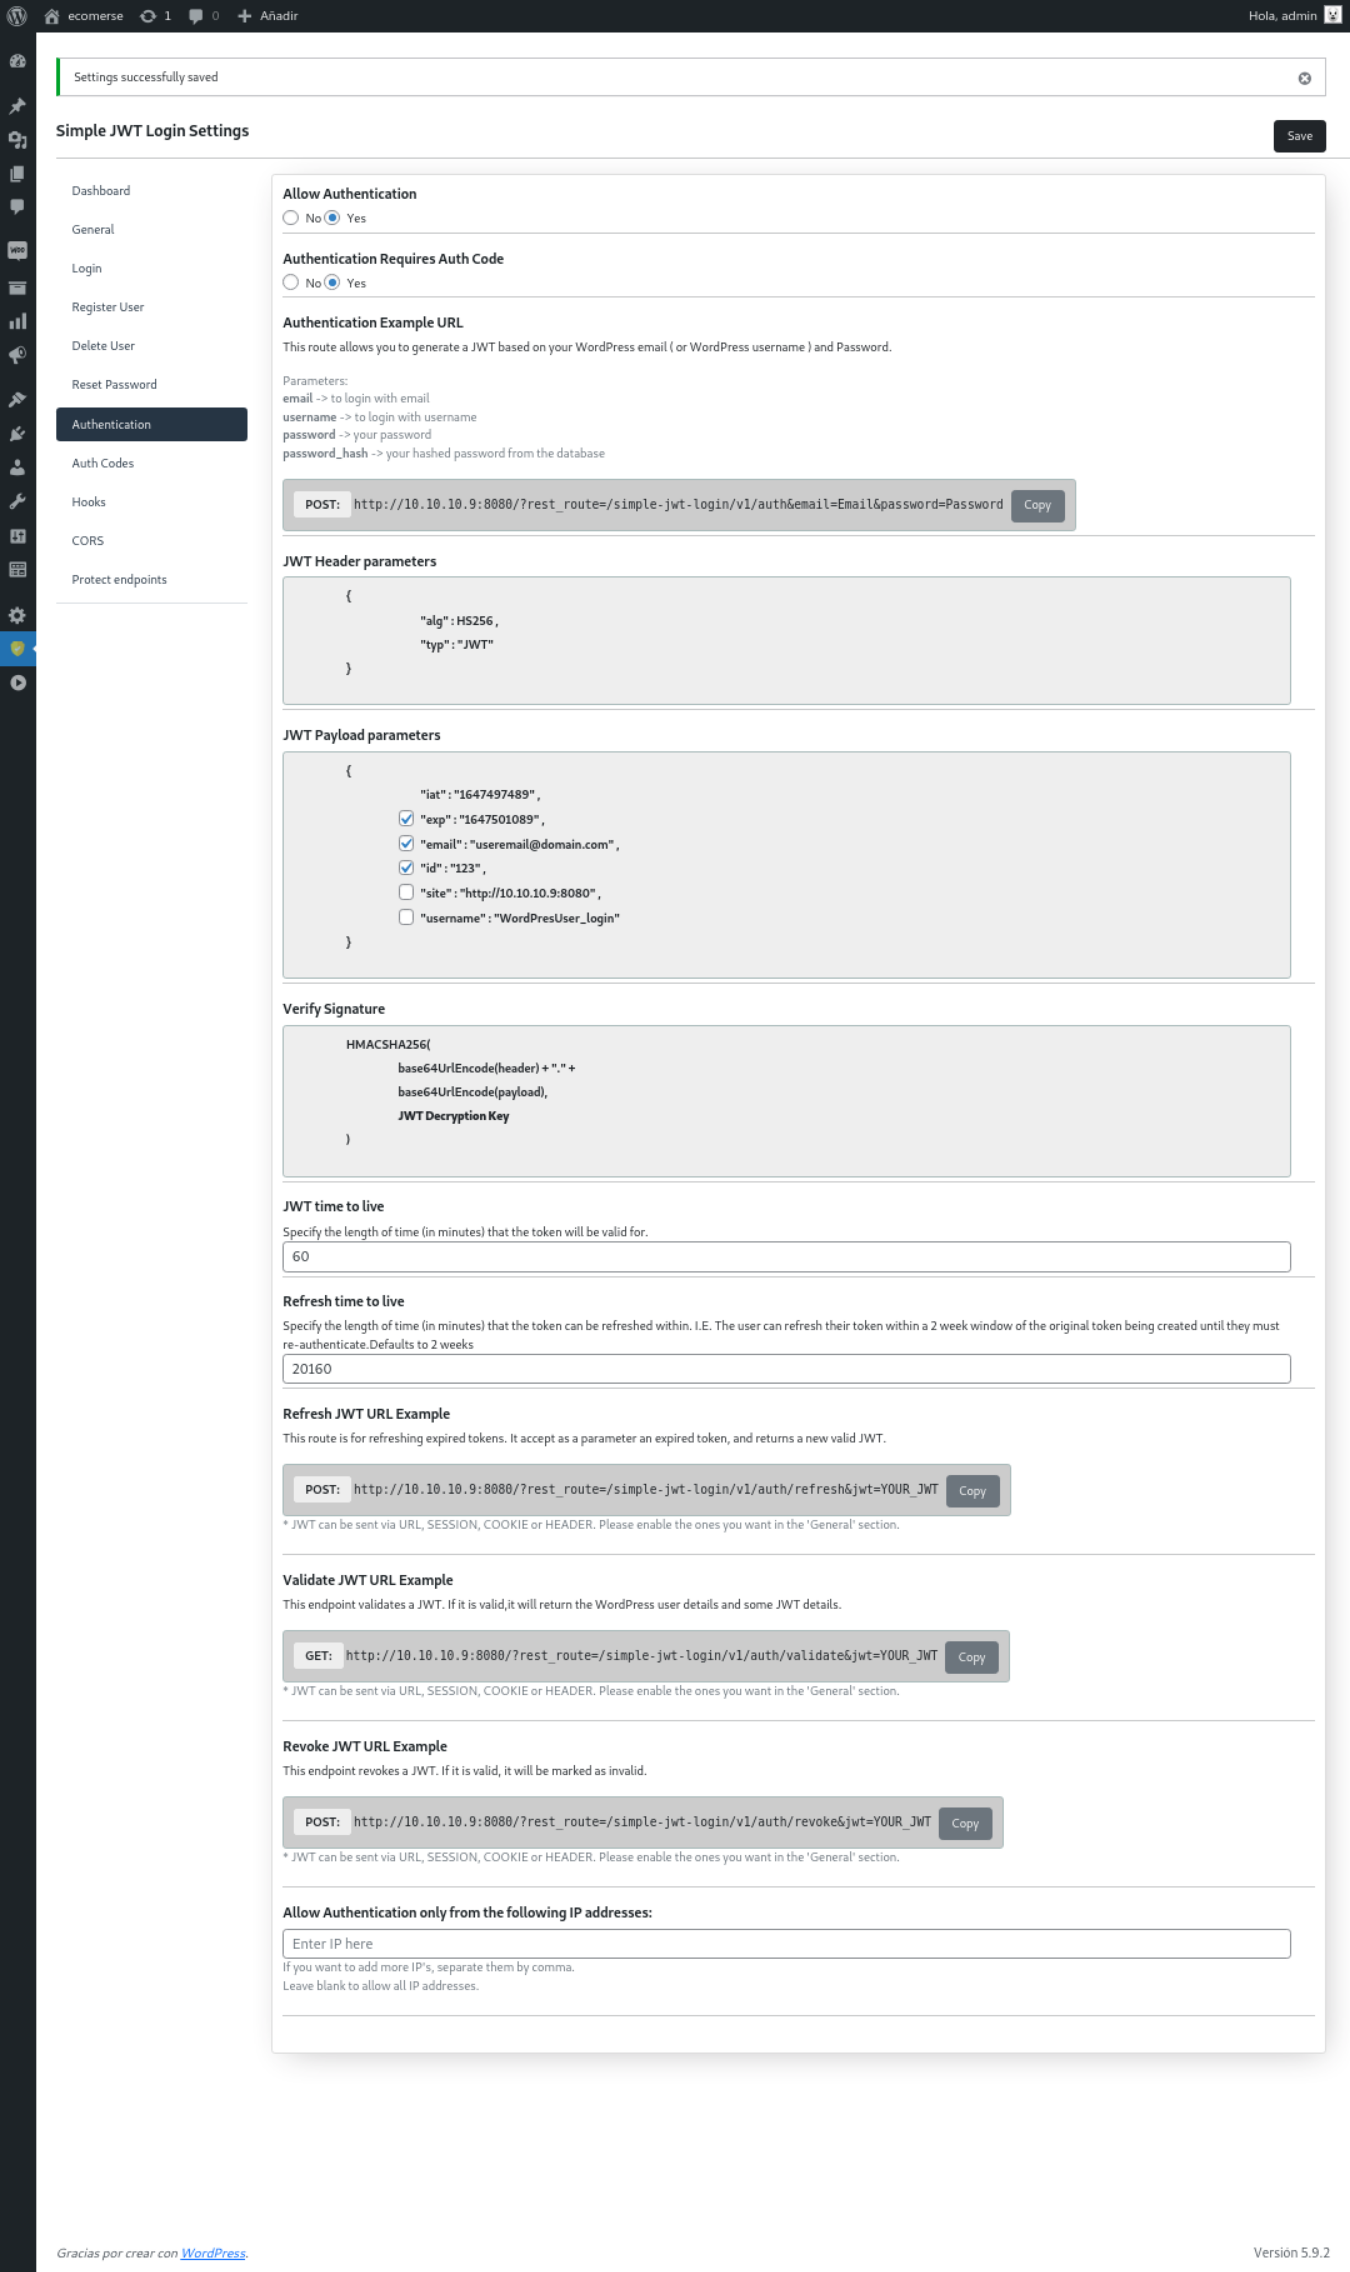 ecomerse 1 0 Añadir Hola, admin
Settings successfully saved
Simple JWT Login Settings
Save
Dashboard
General
Login
Register User
Delete User
Reset Password
Authentication
Auth Codes
Hooks
CORS
Protect endpoints
Allow Authentication
No Yes
Authentication Requires Auth Code
No Yes
Authentication Example URL
This route allows you to generate a JWT based on your WordPress email ( or WordPress username ) and Password.
Parameters:
email -> to login with email
username -> to login with username
password -> your password
password_hash -> your hashed password from the database
POST: http://10.10.10.9:8080/?rest_route=/simple-jwt-login/v1/auth&email=Email&password=Password Copy
JWT Header parameters
{
"alg" : HS256 ,
"typ" : "JWT"
}
JWT Payload parameters
{
"iat" : "1647497489" ,
"exp" : "1647501089" ,
"email" : "useremail@domain.com" ,
"id" : "123" ,
"site" : "http://10.10.10.9:8080" ,
"username" : "WordPresUser_login"
}
Verify Signature
HMACSHA256(
base64UrlEncode(header) + "." +
base64UrlEncode(payload),
JWT Decryption Key
)
JWT time to live
Specify the length of time (in minutes) that the token will be valid for.
60
Refresh time to live
Specify the length of time (in minutes) that the token can be refreshed within. I.E. The user can refresh their token within a 2 week window of the original token being created until they must
re-authenticate.Defaults to 2 weeks
20160
Refresh JWT URL Example
This route is for refreshing expired tokens. It accept as a parameter an expired token, and returns a new valid JWT.
POST: http://10.10.10.9:8080/?rest_route=/simple-jwt-login/v1/auth/refresh&jwt=YOUR_JWT Copy
* JWT can be sent via URL, SESSION, COOKIE or HEADER. Please enable the ones you want in the 'General' section.
Validate JWT URL Example
This endpoint validates a JWT. If it is valid,it will return the WordPress user details and some JWT details.
GET: http://10.10.10.9:8080/?rest_route=/simple-jwt-login/v1/auth/validate&jwt=YOUR_JWT Copy
* JWT can be sent via URL, SESSION, COOKIE or HEADER. Please enable the ones you want in the 'General' section.
Revoke JWT URL Example
This endpoint revokes a JWT. If it is valid, it will be marked as invalid.
POST: http://10.10.10.9:8080/?rest_route=/simple-jwt-login/v1/auth/revoke&jwt=YOUR_JWT Copy
* JWT can be sent via URL, SESSION, COOKIE or HEADER. Please enable the ones you want in the 'General' section.
Allow Authentication only from the following IP addresses:
Enter IP here
If you want to add more IP's, separate them by comma.
Leave blank to allow all IP addresses.
Gracias por crear con WordPress. Versión 5.9.2